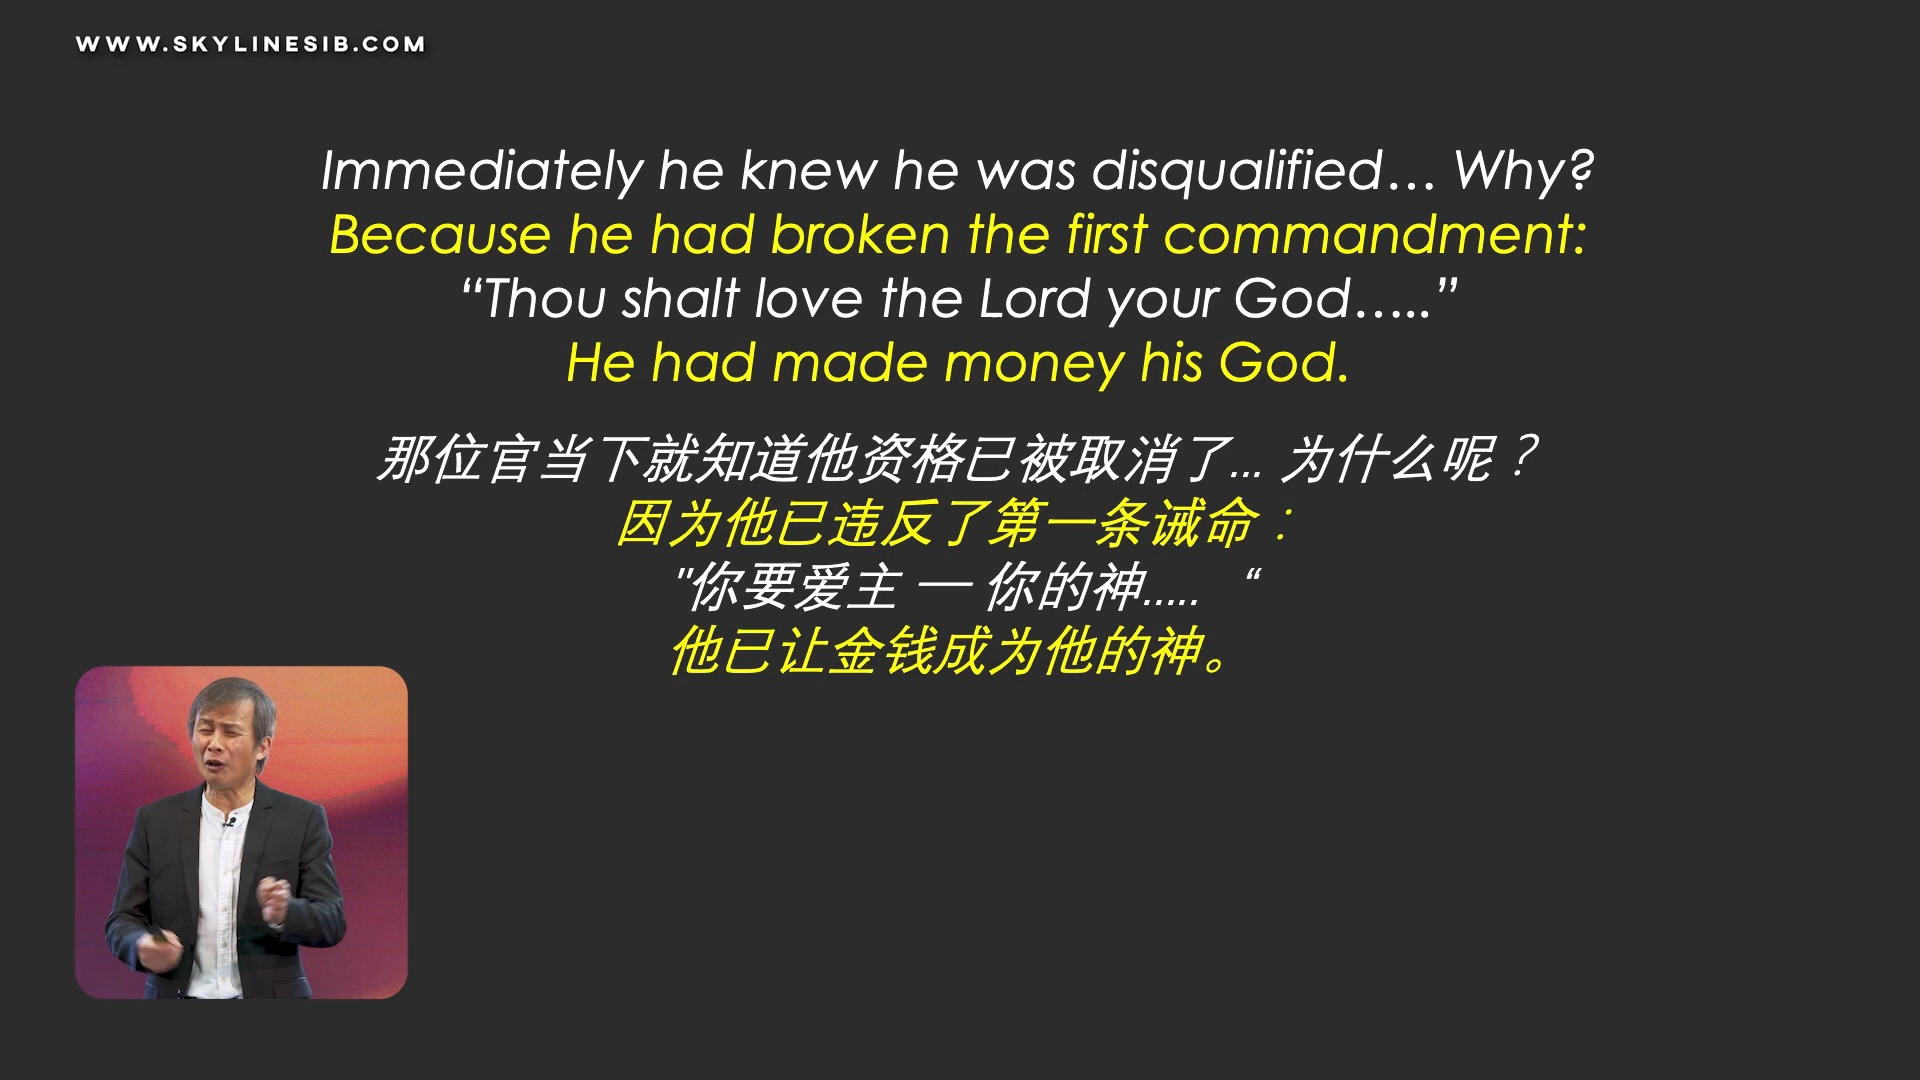 WWW.SKYLINESIB.COM
Immediately he knew he was disqualified… Why?
Because he had broken the first commandment:
“Thou shalt love the Lord your God…..”
He had made money his God.
那位官当下就知道他资格已被取消了... 为什么呢？
因为他已违反了第一条诫命：
"你要爱主 — 你的神..... “
他已让金钱成为他的神。